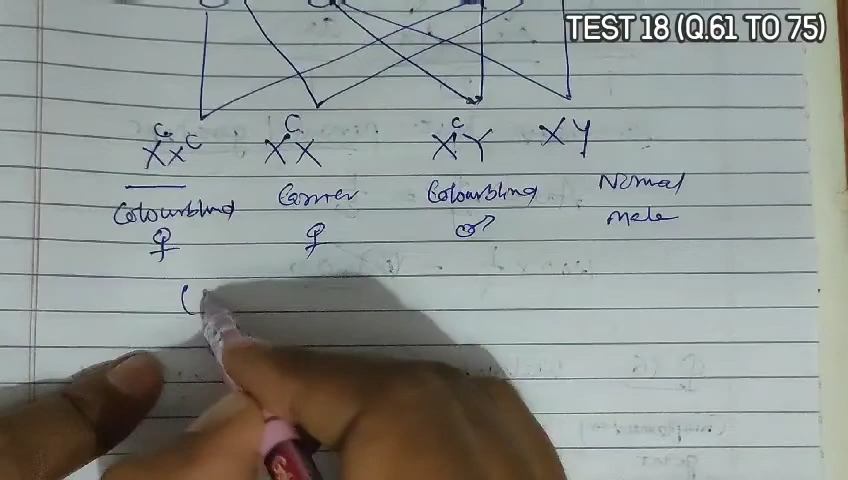 TEST 18 (Q.61 TO 75)
XᶜXᶜ XᶜX XᶜY XY
Colourblind Carrier Colourblind Normal
♀ ♀ ♂ Male
(